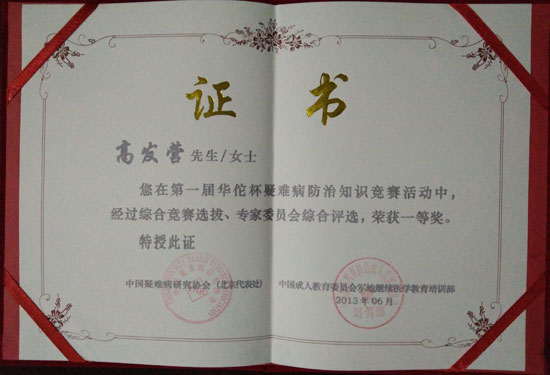 证书
高发营 先生/女士
您在第一届华佗杯疑难病防治知识竞赛活动中，
经过综合竞赛选拔、专家委员会综合评选，荣获一等奖。
特授此证
中国疑难病研究协会（北京代表处） 中国成人教育委员会军地继续医学教育培训部
2013年06月
培训部